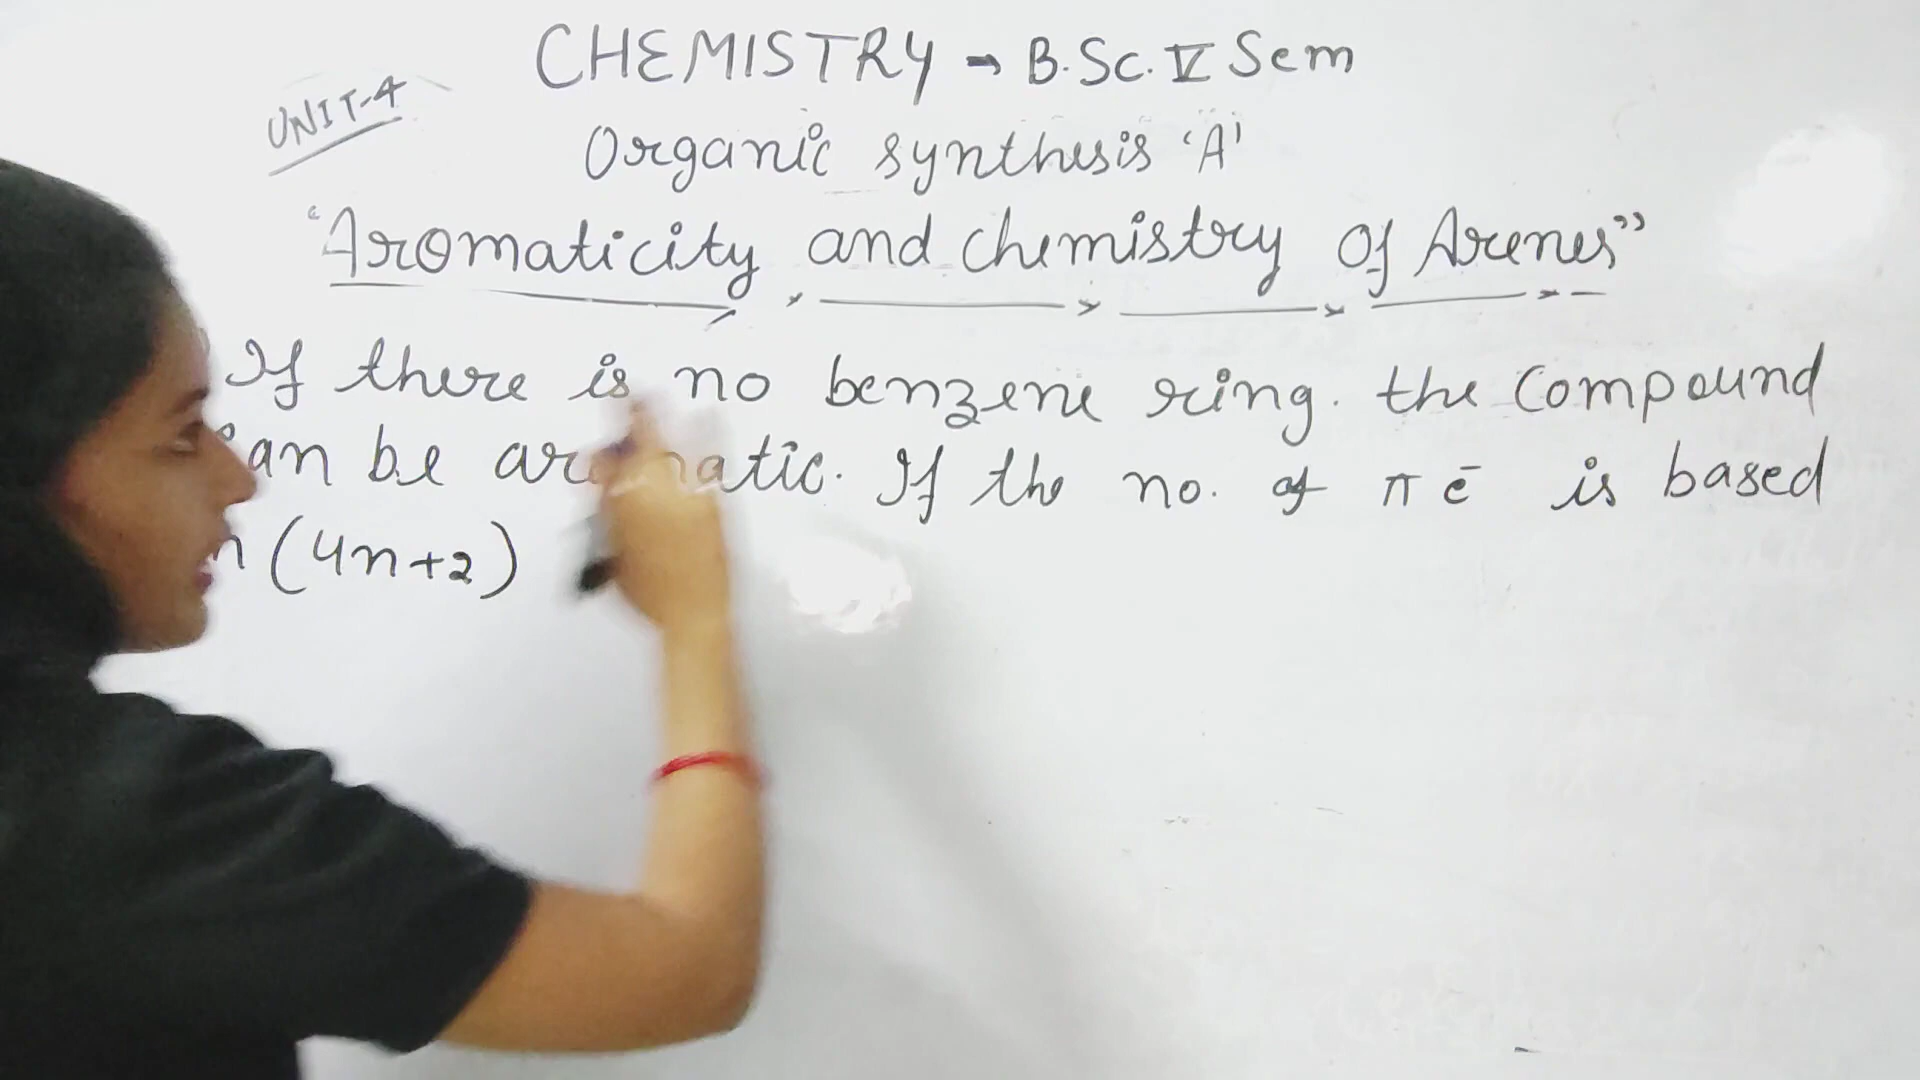 CHEMISTRY → B.Sc. V Sem
UNIT-4
Organic synthesis 'A'
"Aromaticity and chemistry of Arenes"
If there is no benzene ring. the compound
can be aromatic. If the no. of π ē is based
(4n+2)